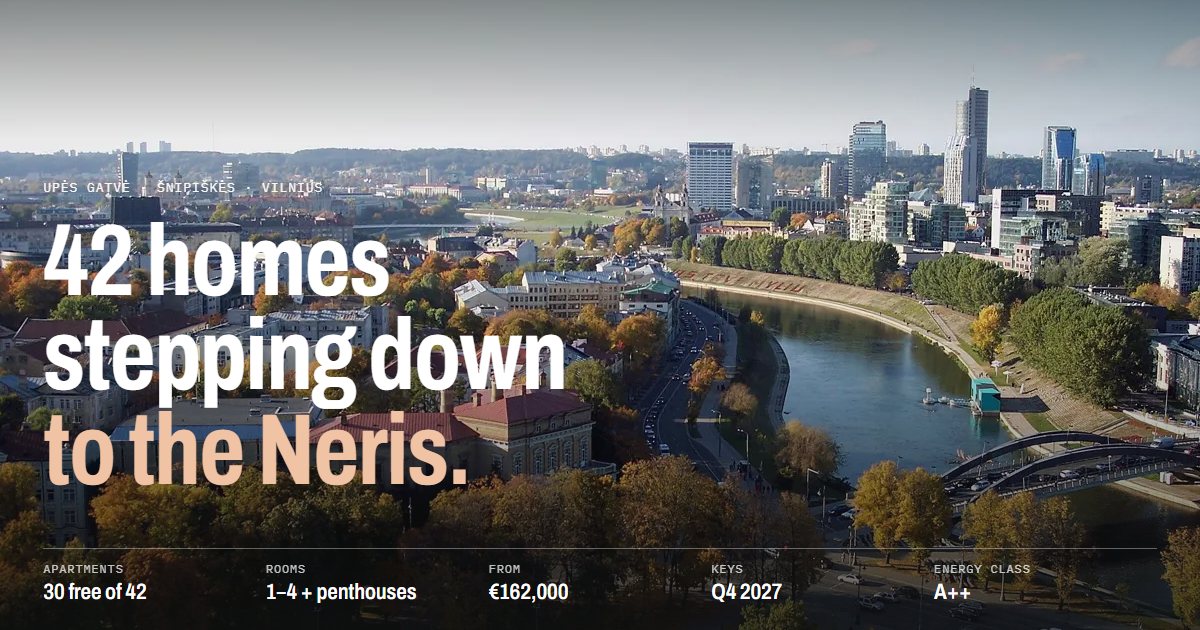 UPĖS GATVĖ · ŠNIPIŠKĖS · VILNIUS
42 homes
stepping down
to the Neris.
APARTMENTS
30 free of 42
ROOMS
1–4 + penthouses
FROM
€162,000
KEYS
Q4 2027
ENERGY CLASS
A++